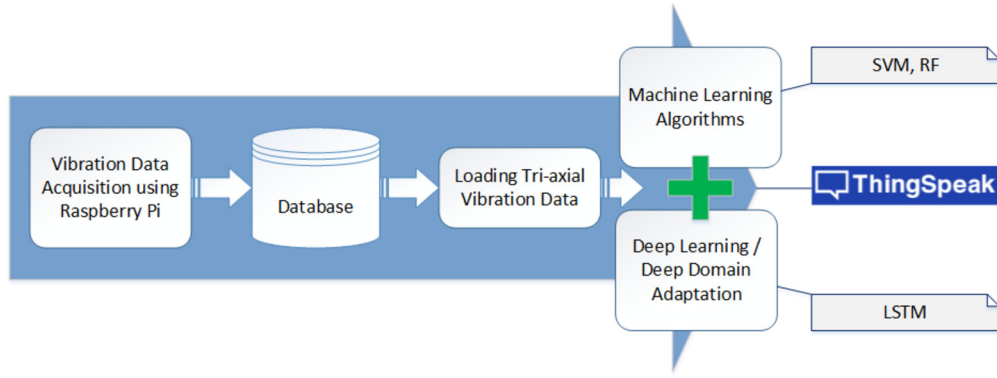 Vibration Data
Acquisition using
Raspberry Pi
Database
Loading Tri-axial
Vibration Data
Machine Learning
Algorithms
SVM, RF
ThingSpeak
Deep Learning /
Deep Domain
Adaptation
LSTM